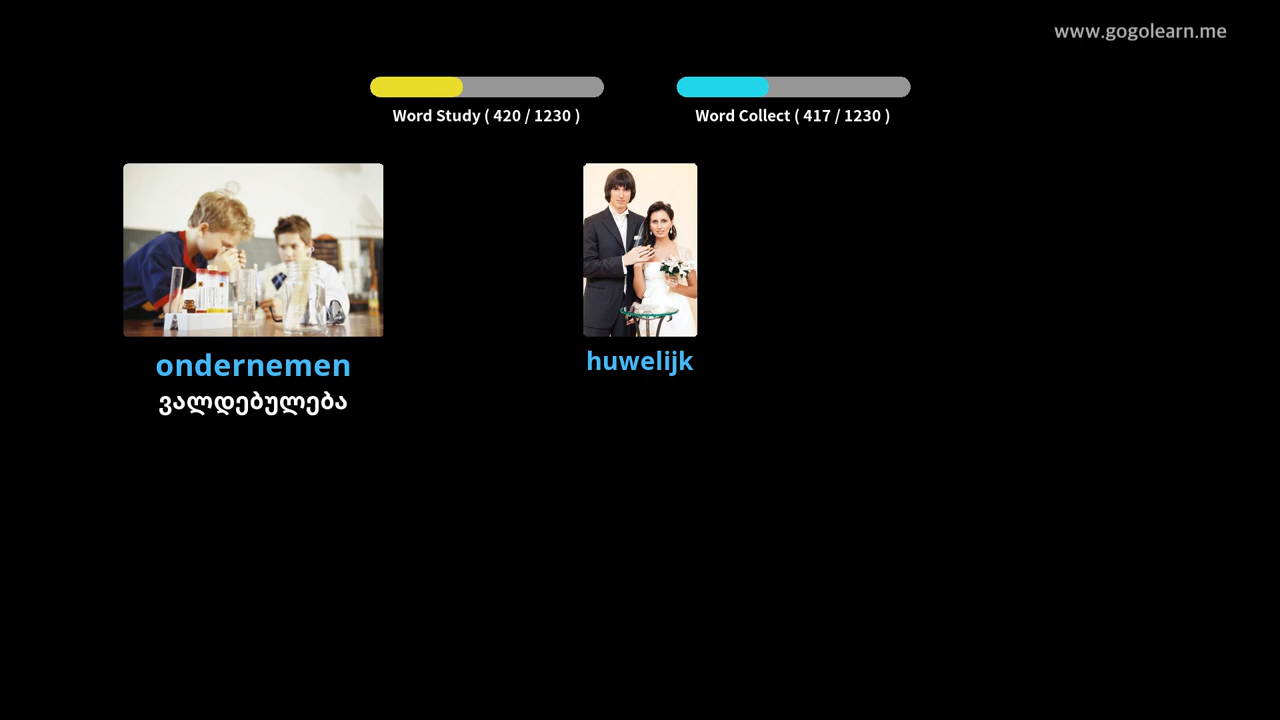 www.gogolearn.me
Word Study ( 420 / 1230 )
Word Collect ( 417 / 1230 )
ondernemen
ვალდებულება
huwelijk